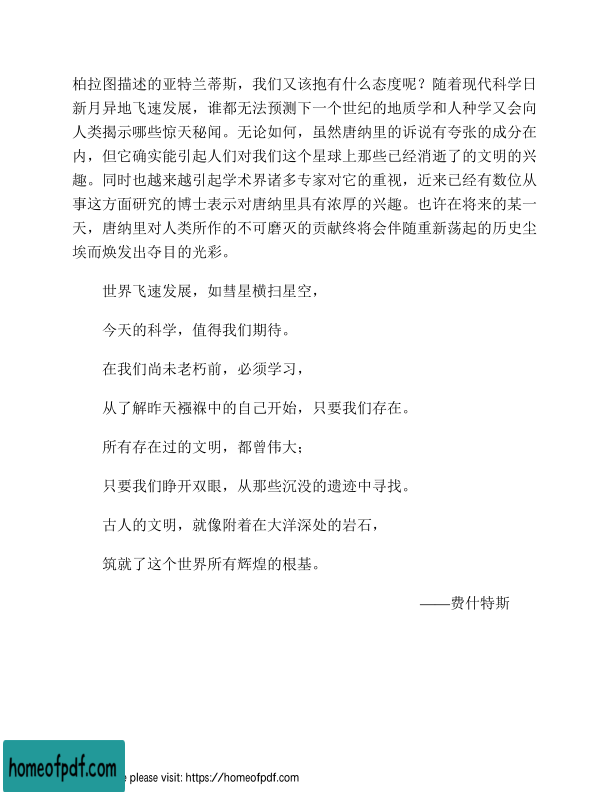 柏拉图描述的亚特兰蒂斯，我们又该抱有什么态度呢？随着现代科学日
新月异地飞速发展，谁都无法预测下一个世纪的地质学和人种学又会向
人类揭示哪些惊天秘闻。无论如何，虽然唐纳里的诉说有夸张的成分在
内，但它确实能引起人们对我们这个星球上那些已经消逝了的文明的兴
趣。同时也越来越引起学术界诸多专家对它的重视，近来已经有数位从
事这方面研究的博士表示对唐纳里具有浓厚的兴趣。也许在将来的某一
天，唐纳里对人类所作的不可磨灭的贡献终将会伴随重新荡起的历史尘
埃而焕发出夺目的光彩。
世界飞速发展，如彗星横扫星空，
今天的科学，值得我们期待。
在我们尚未老朽前，必须学习，
从了解昨天襁褓中的自己开始，只要我们存在。
所有存在过的文明，都曾伟大；
只要我们睁开双眼，从那些沉没的遗迹中寻找。
古人的文明，就像附着在大洋深处的岩石，
筑就了这个世界所有辉煌的根基。
——费什特斯
homeofpdf.com
e please visit: https://homeofpdf.com